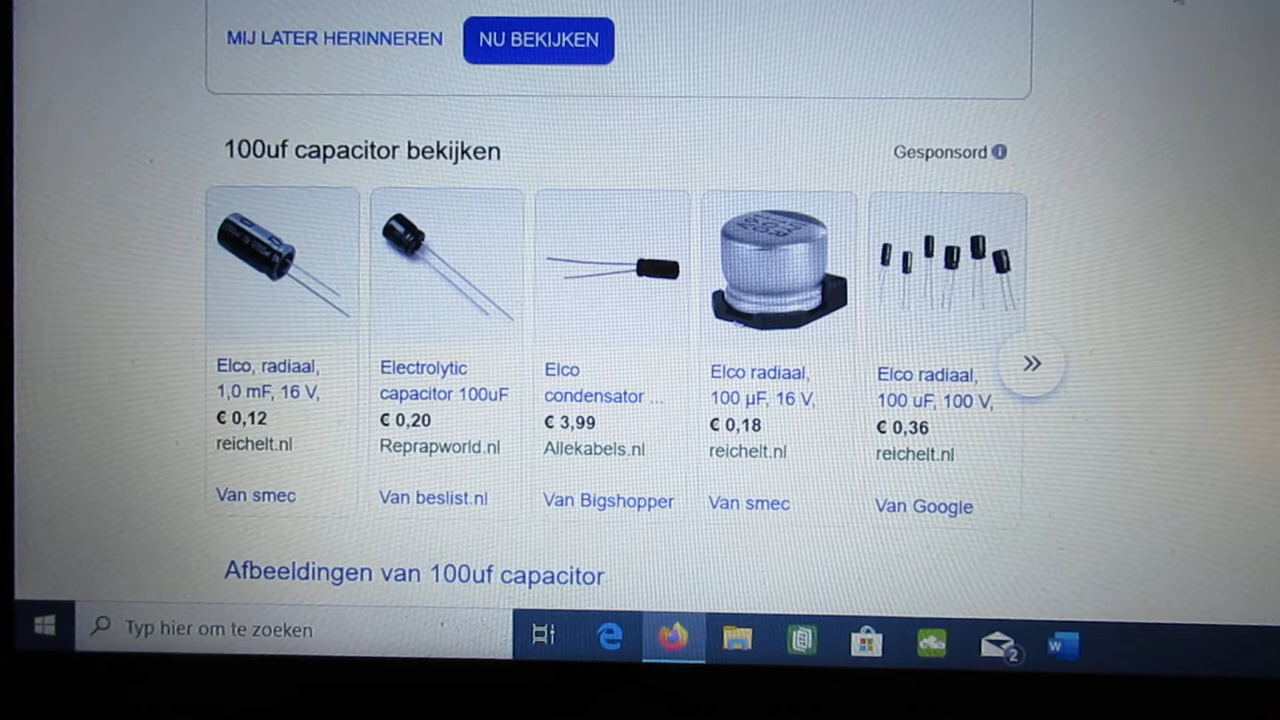 MIJ LATER HERINNEREN
NU BEKIJKEN
100uf capacitor bekijken
Gesponsord
Elco, radiaal,
1,0 mF, 16 V,
€ 0,12
reichelt.nl
Van smec
Electrolytic
capacitor 100uF
€ 0,20
Reprapworld.nl
Van beslist.nl
Elco
condensator ...
€ 3,99
Allekabels.nl
Van Bigshopper
Elco radiaal,
100 µF, 16 V,
€ 0,18
reichelt.nl
Van smec
Elco radiaal,
100 uF, 100 V,
€ 0,36
reichelt.nl
Van Google
Afbeeldingen van 100uf capacitor
Typ hier om te zoeken
2
W